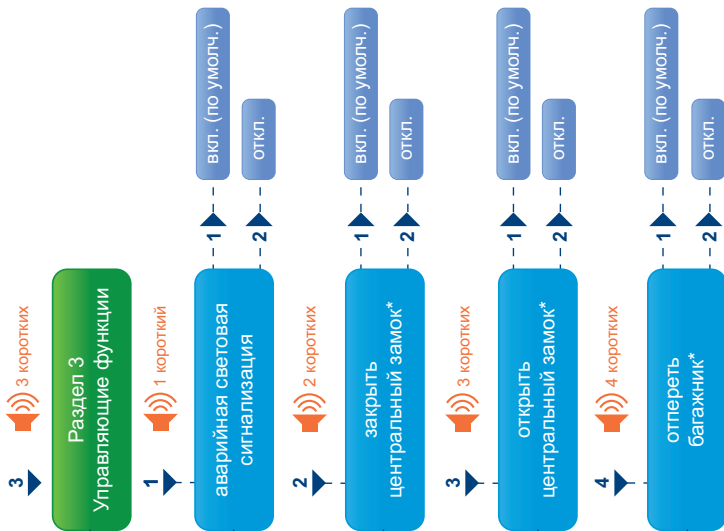 3
3 коротких
Раздел 3
Управляющие функции
1
1 короткий
аварийная световая
сигнализация
1
вкл. (по умолч.)
2
откл.
2
2 коротких
закрыть
центральный замок*
1
вкл. (по умолч.)
2
откл.
3
3 коротких
открыть
центральный замок*
1
вкл. (по умолч.)
2
откл.
4
4 коротких
отпереть
багажник*
1
вкл. (по умолч.)
2
откл.